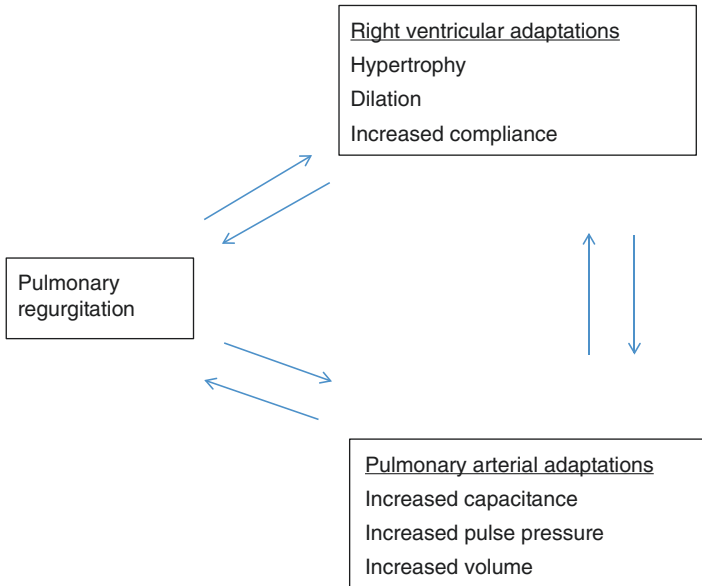 Right ventricular adaptations
Hypertrophy
Dilation
Increased compliance
Pulmonary
regurgitation
Pulmonary arterial adaptations
Increased capacitance
Increased pulse pressure
Increased volume